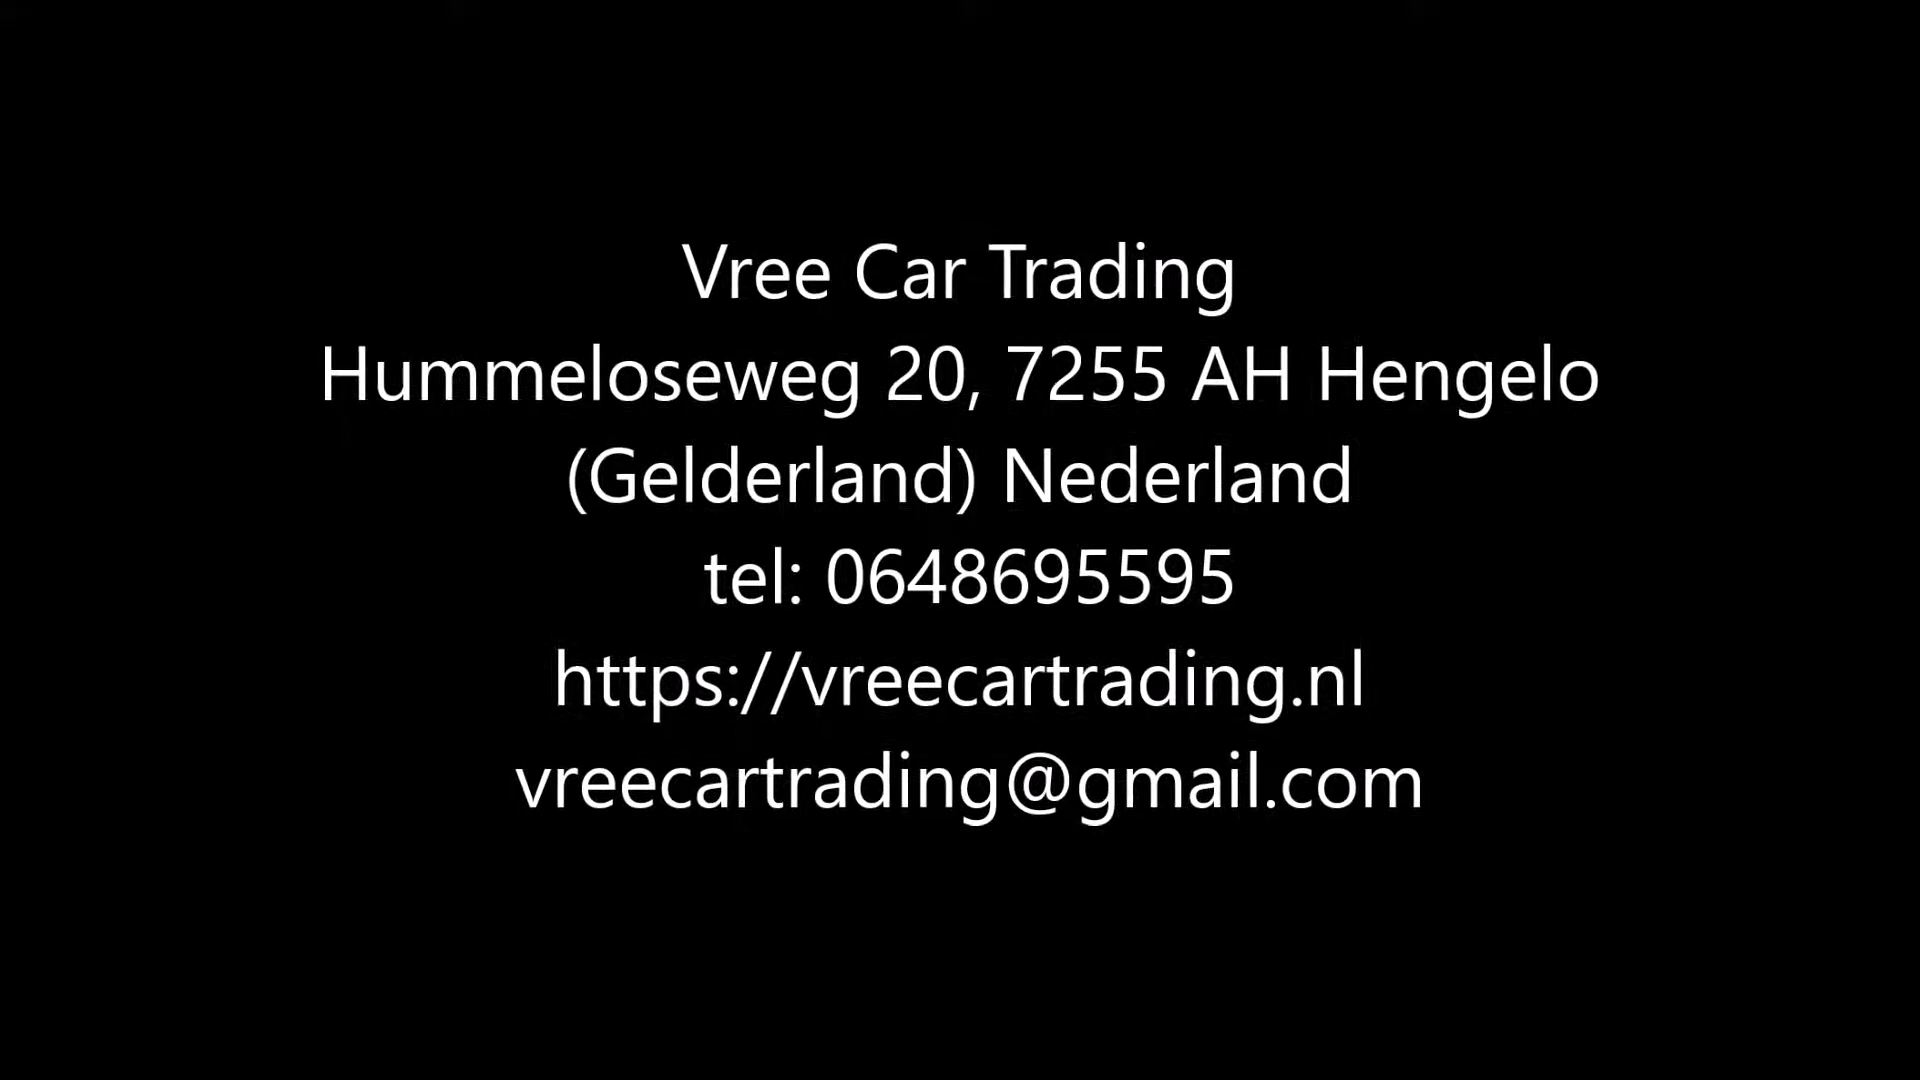 Vree Car Trading
Hummeloseweg 20, 7255 AH Hengelo
(Gelderland) Nederland
tel: 0648695595
https://vreecartrading.nl
vreecartrading@gmail.com